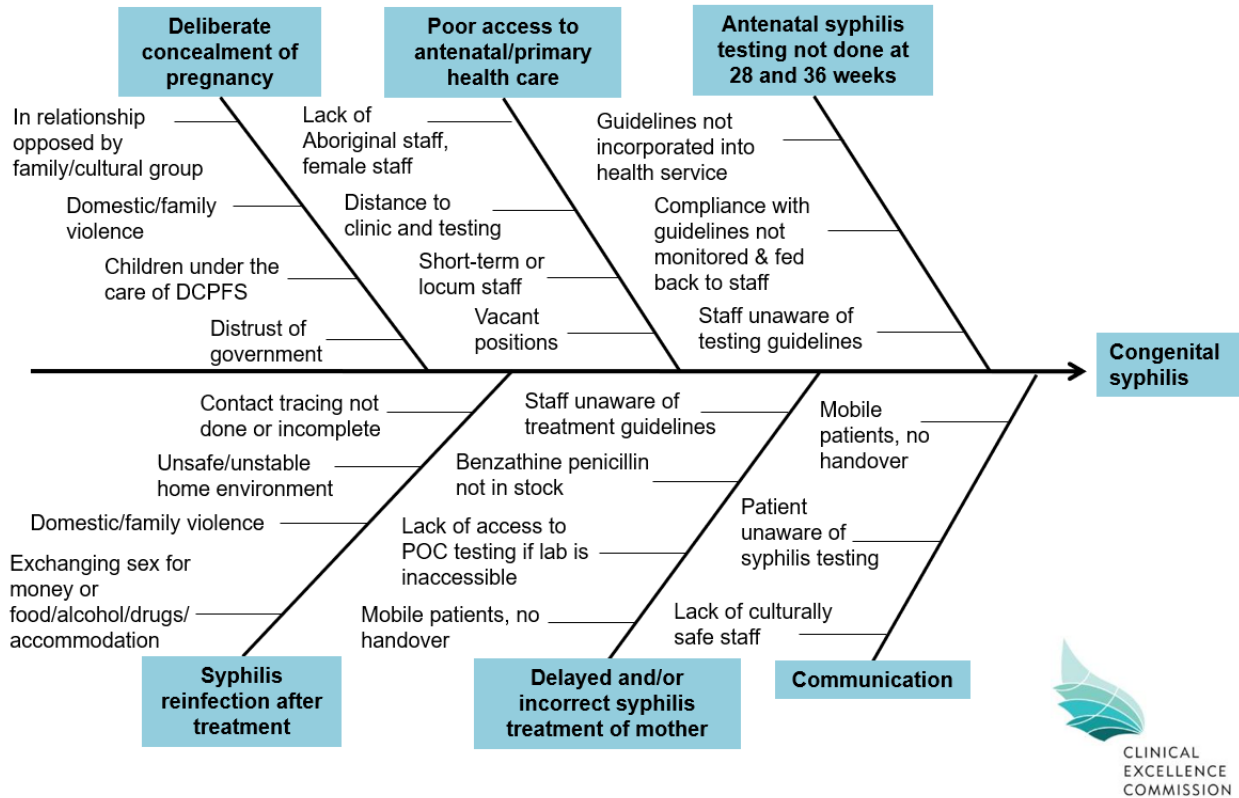 Deliberate
concealment of
pregnancy
Poor access to
antenatal/primary
health care
Antenatal syphilis
testing not done at
28 and 36 weeks
In relationship
opposed by
family/cultural group
Domestic/family
violence
Children under the
care of DCPFS
Distrust of
government
Lack of
Aboriginal staff,
female staff
Distance to
clinic and testing
Short-term or
locum staff
Vacant
positions
Guidelines not
incorporated into
health service
Compliance with
guidelines not
monitored & fed
back to staff
Staff unaware of
testing guidelines
Congenital
syphilis
Contact tracing not
done or incomplete
Unsafe/unstable
home environment
Domestic/family violence
Exchanging sex for
money or
food/alcohol/drugs/
accommodation
Staff unaware of
treatment guidelines
Benzathine penicillin
not in stock
Lack of access to
POC testing if lab is
inaccessible
Mobile patients, no
handover
Mobile
patients, no
handover
Patient
unaware of
syphilis testing
Lack of culturally
safe staff
Syphilis
reinfection after
treatment
Delayed and/or
incorrect syphilis
treatment of mother
Communication
CLINICAL
EXCELLENCE
COMMISSION